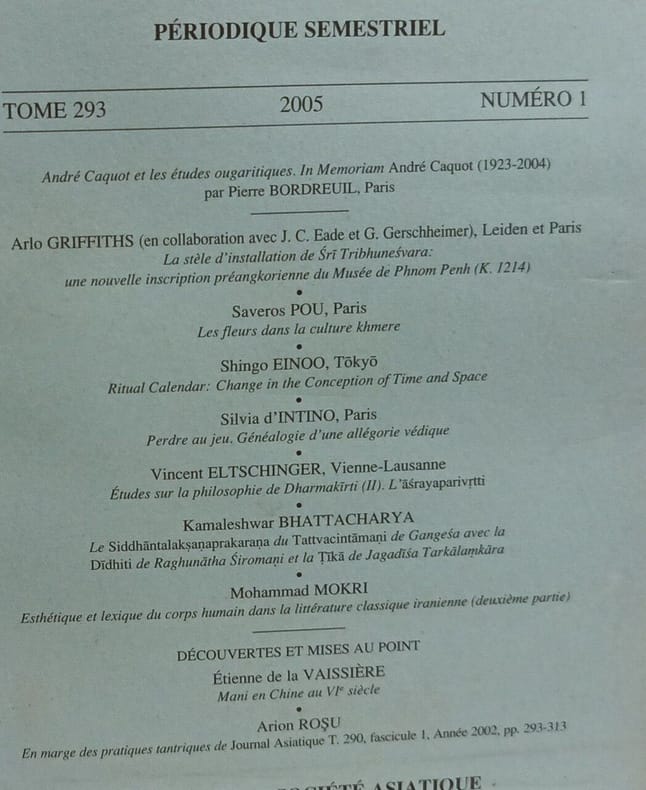 PÉRIODIQUE SEMESTRIEL
TOME 293 2005 NUMÉRO 1
André Caquot et les études ougaritiques. In Memoriam André Caquot (1923-2004)
par Pierre BORDREUIL, Paris
Arlo GRIFFITHS (en collaboration avec J. C. Eade et G. Gerschheimer), Leiden et Paris
La stèle d'installation de Śrī Tribhuneśvara:
une nouvelle inscription préangkorienne du Musée de Phnom Penh (K. 1214)
•
Saveros POU, Paris
Les fleurs dans la culture khmere
•
Shingo EINOO, Tōkyō
Ritual Calendar: Change in the Conception of Time and Space
•
Silvia d'INTINO, Paris
Perdre au jeu. Généalogie d'une allégorie védique
•
Vincent ELTSCHINGER, Vienne-Lausanne
Études sur la philosophie de Dharmakīrti (II). L'āśrayaparivṛtti
•
Kamaleshwar BHATTACHARYA
Le Siddhāntalakṣaṇaprakaraṇa du Tattvacintāmaṇi de Gangeśa avec la
Dīdhiti de Raghunātha Śiromaṇi et la Ṭīkā de Jagadīśa Tarkālaṃkāra
•
Mohammad MOKRI
Esthétique et lexique du corps humain dans la littérature classique iranienne (deuxième partie)
DÉCOUVERTES ET MISES AU POINT
Étienne de la VAISSIÈRE
Mani en Chine au VIᵉ siècle
•
Arion ROŞU
En marge des pratiques tantriques de Journal Asiatique T. 290, fascicule 1, Année 2002, pp. 293-313
SOCIÉTÉ ASIATIQUE